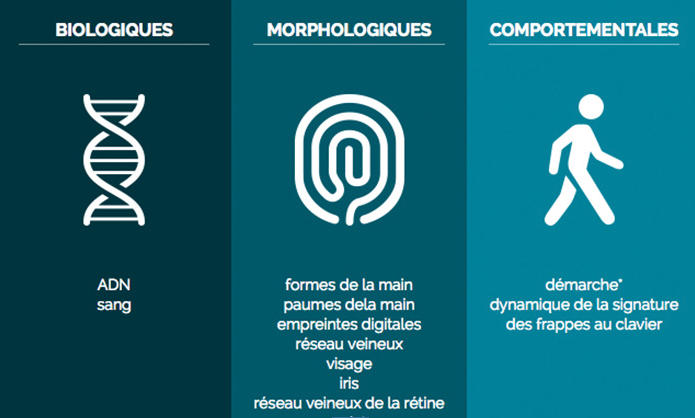 BIOLOGIQUES
ADN
sang
MORPHOLOGIQUES
formes de la main
paumes dela main
empreintes digitales
réseau veineux
visage
iris
réseau veineux de la rétine
COMPORTEMENTALES
démarche*
dynamique de la signature
des frappes au clavier